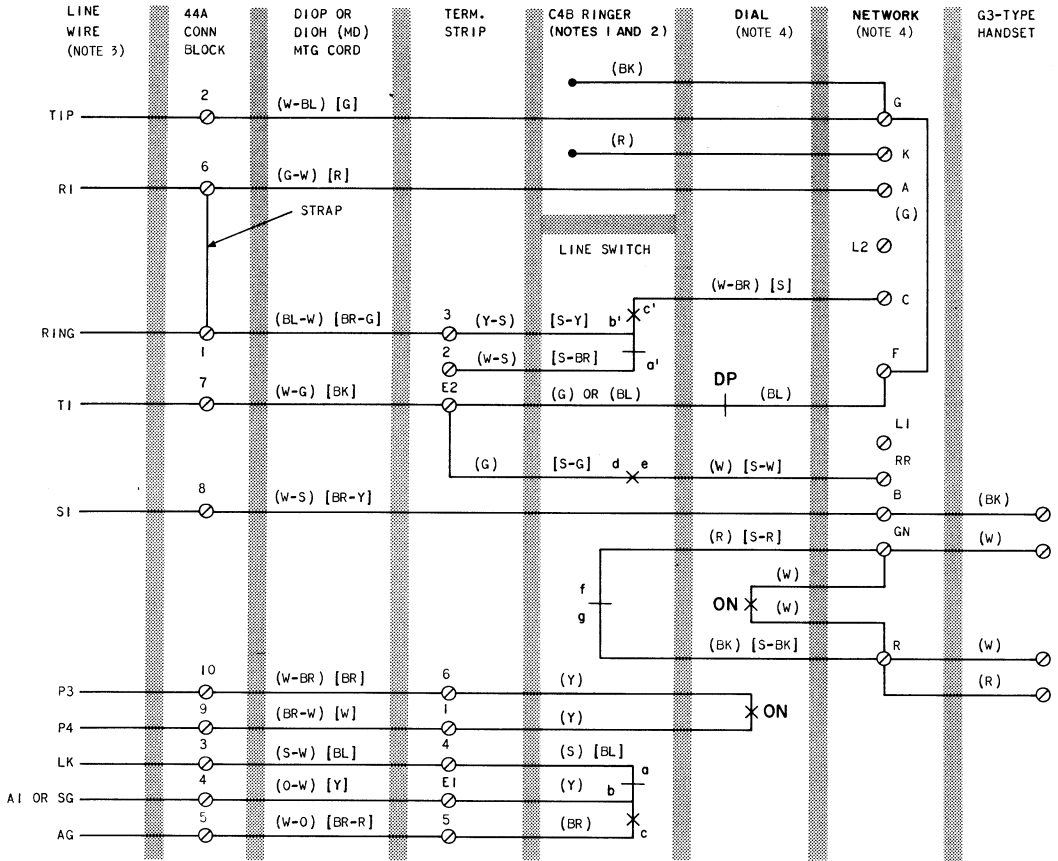 LINE WIRE (NOTE 3)
44A CONN BLOCK
DIOP OR DIOH (MD) MTG CORD
TERM. STRIP
C4B RINGER (NOTES 1 AND 2)
DIAL (NOTE 4)
NETWORK (NOTE 4)
G3-TYPE HANDSET
(BK)
TIP 2 (W-BL) [G] G
(R) K
R1 6 (G-W) [R] A
STRAP
(G)
LINE SWITCH
L2
(W-BR) [S] C
RING 1 (BL-W) [BR-G] 3 (Y-S) [S-Y] b' c'
2 (W-S) [S-BR] a'
F
T1 7 (W-G) [BK] E2 (G) OR (BL) DP (BL)
L1
(G) [S-G] d e (W) [S-W] RR
S1 8 (W-S) [BR-Y] B (BK)
(R) [S-R] GN (W)
(W)
f g
ON (W)
(BK) [S-BK] R (W)
(R)
P3 10 (W-BR) [BR] 6 (Y)
ON
P4 9 (BR-W) [W] 1 (Y)
LK 3 (S-W) [BL] 4 (S) [BL]
a
A1 OR SG 4 (O-W) [Y] E1 (Y) b
AG 5 (W-O) [BR-R] 5 (BR) c